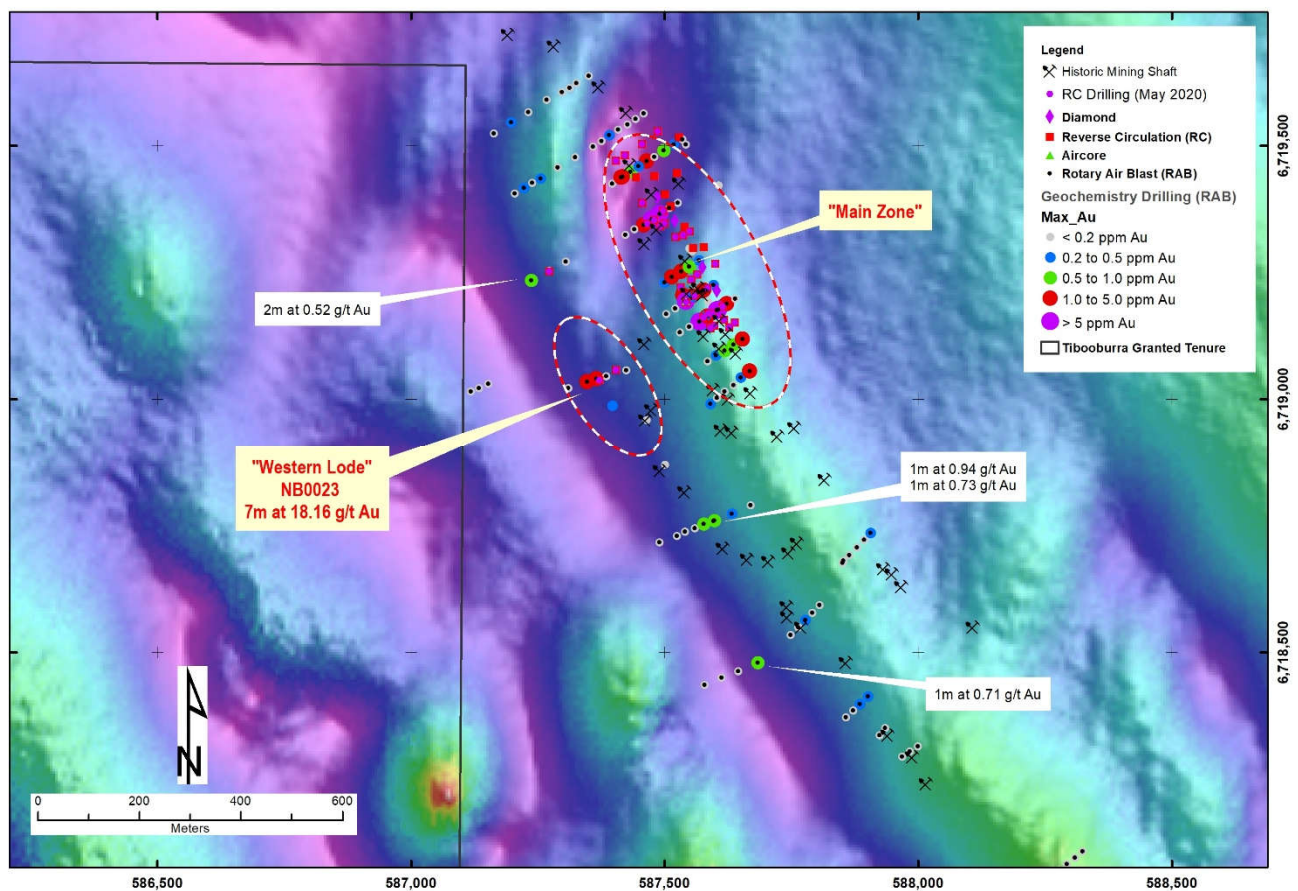 Legend
Historic Mining Shaft
RC Drilling (May 2020)
Diamond
Reverse Circulation (RC)
Aircore
Rotary Air Blast (RAB)
Geochemistry Drilling (RAB)
Max_Au
< 0.2 ppm Au
0.2 to 0.5 ppm Au
0.5 to 1.0 ppm Au
1.0 to 5.0 ppm Au
> 5 ppm Au
Tibooburra Granted Tenure
"Main Zone"
2m at 0.52 g/t Au
"Western Lode"
NB0023
7m at 18.16 g/t Au
1m at 0.94 g/t Au
1m at 0.73 g/t Au
1m at 0.71 g/t Au
N
0 200 400 600
Meters
6,719,500
6,719,000
6,718,500
586,500 587,000 587,500 588,000 588,500